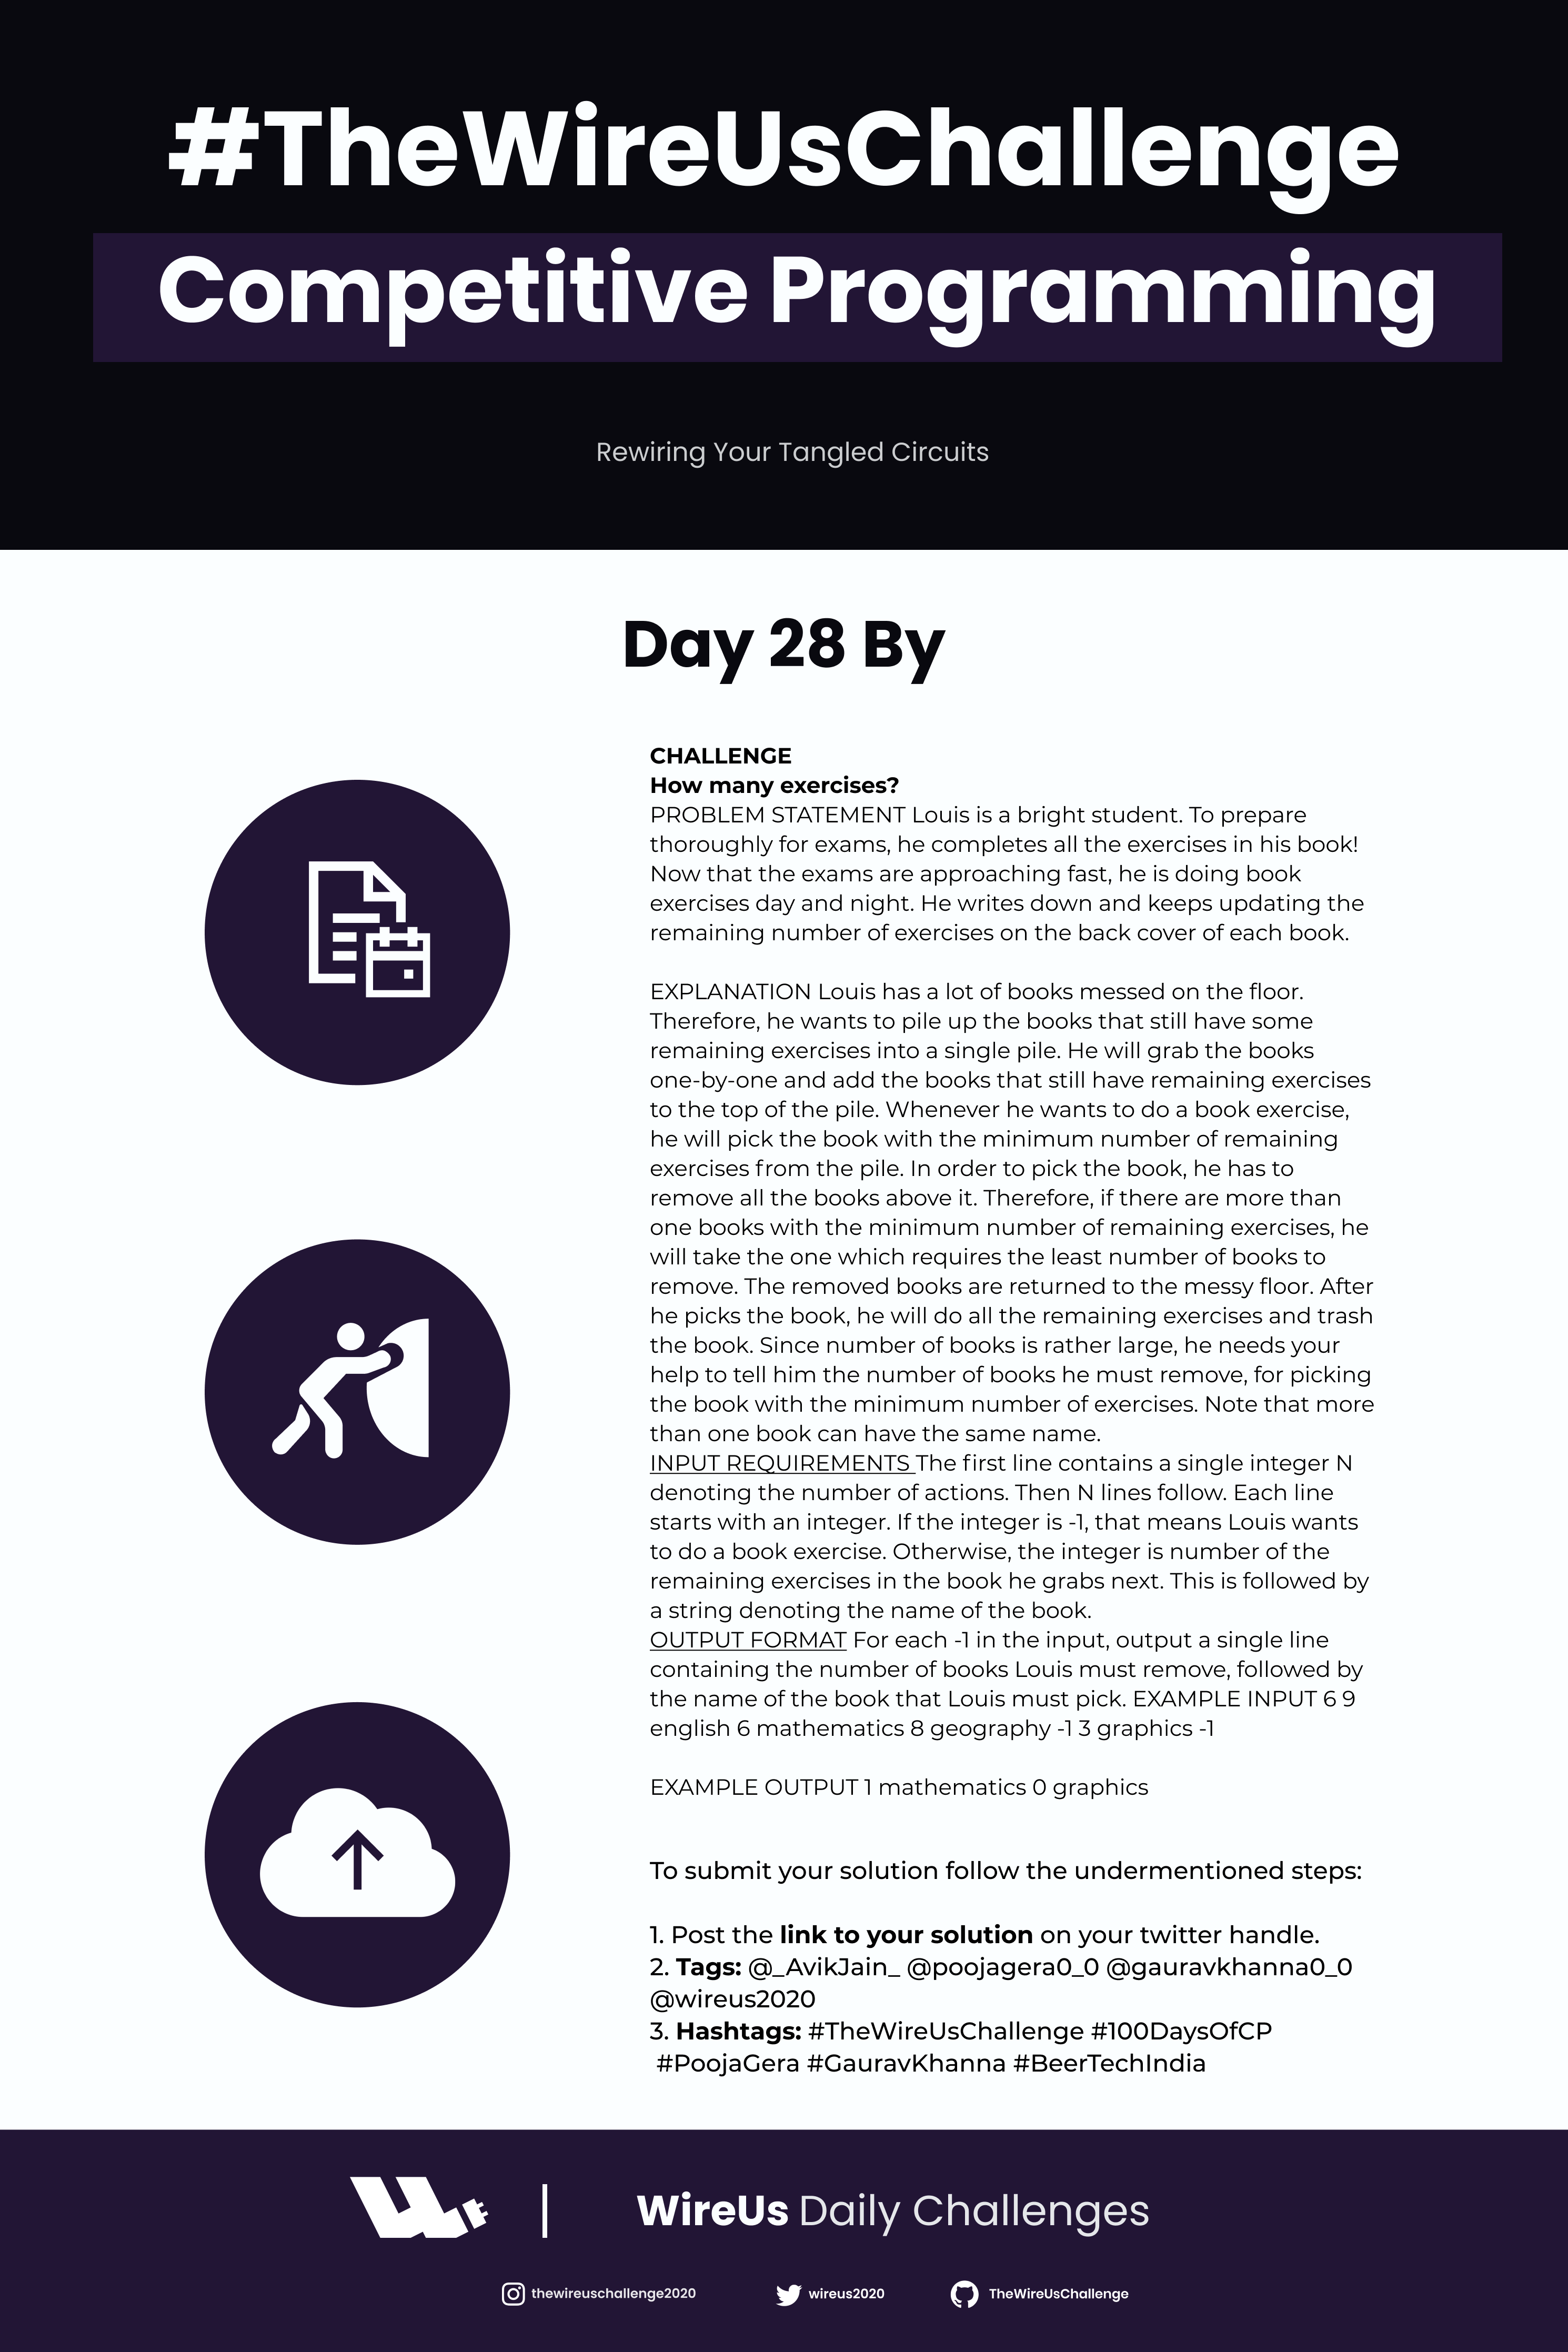 #TheWireUsChallenge
Competitive Programming
Rewiring Your Tangled Circuits
Day 28 By
CHALLENGE
How many exercises?
PROBLEM STATEMENT Louis is a bright student. To prepare
thoroughly for exams, he completes all the exercises in his book!
Now that the exams are approaching fast, he is doing book
exercises day and night. He writes down and keeps updating the
remaining number of exercises on the back cover of each book.
EXPLANATION Louis has a lot of books messed on the floor.
Therefore, he wants to pile up the books that still have some
remaining exercises into a single pile. He will grab the books
one-by-one and add the books that still have remaining exercises
to the top of the pile. Whenever he wants to do a book exercise,
he will pick the book with the minimum number of remaining
exercises from the pile. In order to pick the book, he has to
remove all the books above it. Therefore, if there are more than
one books with the minimum number of remaining exercises, he
will take the one which requires the least number of books to
remove. The removed books are returned to the messy floor. After
he picks the book, he will do all the remaining exercises and trash
the book. Since number of books is rather large, he needs your
help to tell him the number of books he must remove, for picking
the book with the minimum number of exercises. Note that more
than one book can have the same name.
INPUT REQUIREMENTS The first line contains a single integer N
denoting the number of actions. Then N lines follow. Each line
starts with an integer. If the integer is -1, that means Louis wants
to do a book exercise. Otherwise, the integer is number of the
remaining exercises in the book he grabs next. This is followed by
a string denoting the name of the book.
OUTPUT FORMAT For each -1 in the input, output a single line
containing the number of books Louis must remove, followed by
the name of the book that Louis must pick. EXAMPLE INPUT 6 9
english 6 mathematics 8 geography -1 3 graphics -1
EXAMPLE OUTPUT 1 mathematics 0 graphics
To submit your solution follow the undermentioned steps:
1. Post the link to your solution on your twitter handle.
2. Tags: @_AvikJain_ @poojagera0_0 @gauravkhanna0_0
@wireus2020
3. Hashtags: #TheWireUsChallenge #100DaysOfCP
#PoojaGera #GauravKhanna #BeerTechIndia
WireUs Daily Challenges
thewireuschallenge2020 wireus2020 TheWireUsChallenge